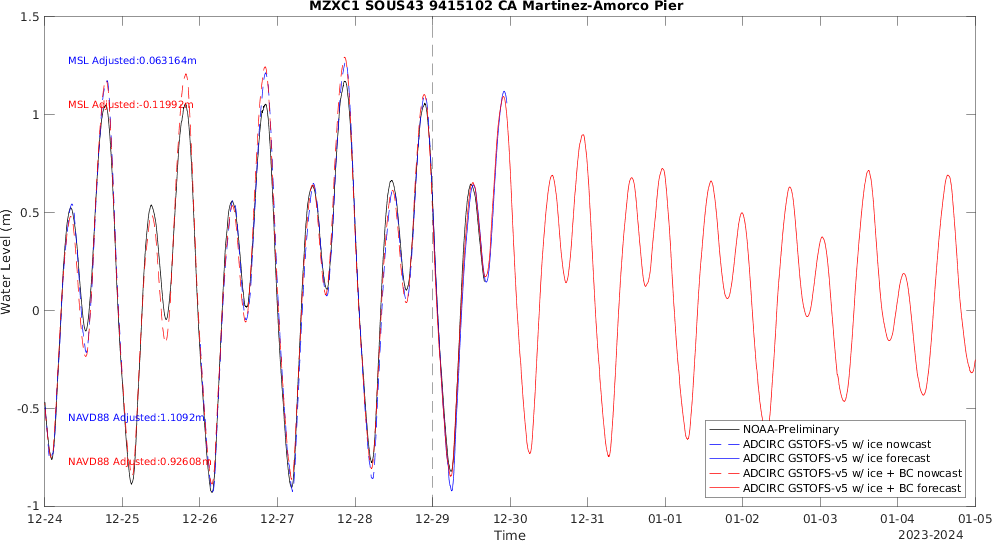 MZXC1 SOUS43 9415102 CA Martinez-Amorco Pier
1.5
1
0.5
0
-0.5
-1
Water Level (m)
MSL Adjusted:0.063164m
MSL Adjusted:-0.11992m
NAVD88 Adjusted:1.1092m
NAVD88 Adjusted:0.92608m
NOAA-Preliminary
ADCIRC GSTOFS-v5 w/ ice nowcast
ADCIRC GSTOFS-v5 w/ ice forecast
ADCIRC GSTOFS-v5 w/ ice + BC nowcast
ADCIRC GSTOFS-v5 w/ ice + BC forecast
12-24 12-25 12-26 12-27 12-28 12-29 12-30 12-31 01-01 01-02 01-03 01-04 01-05
Time
2023-2024